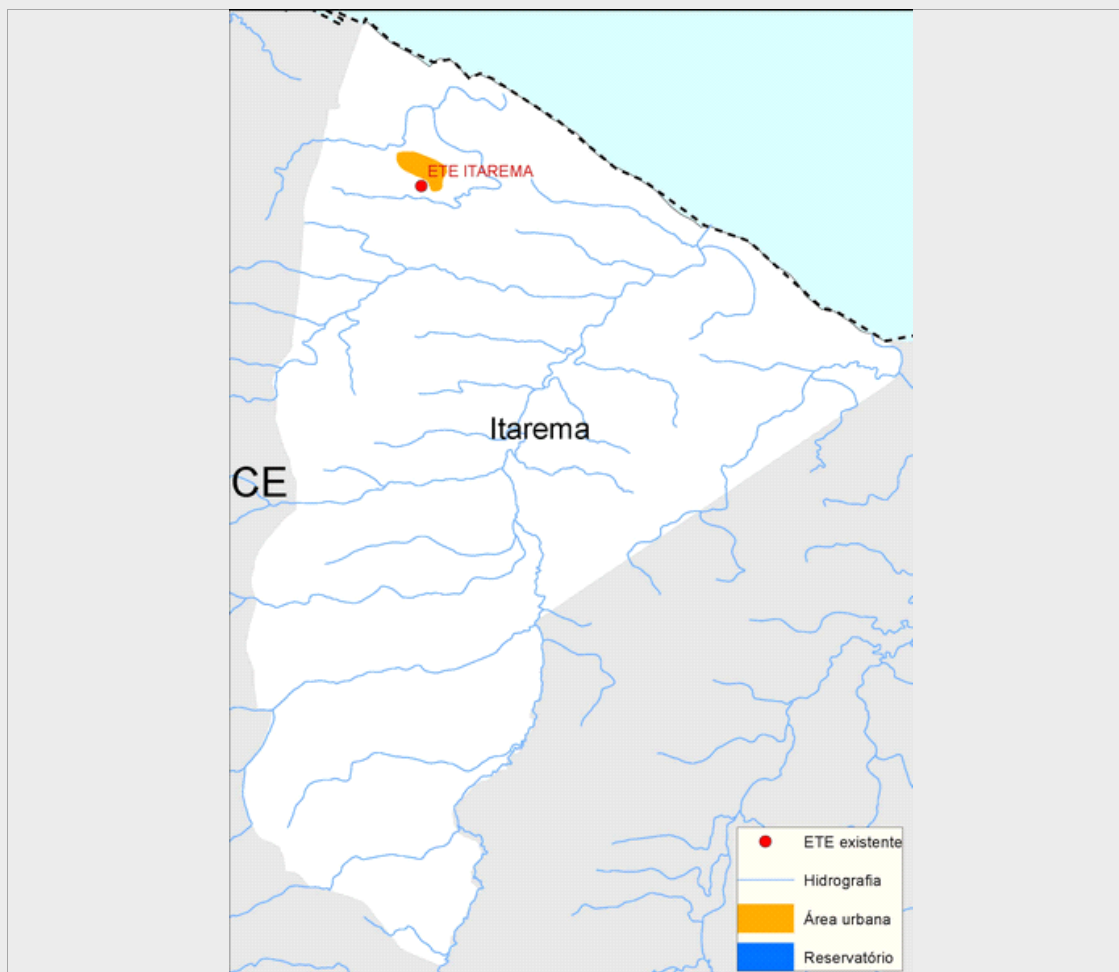 ETE ITAREMA
Itarema
CE
ETE existente
Hidrografia
Área urbana
Reservatório